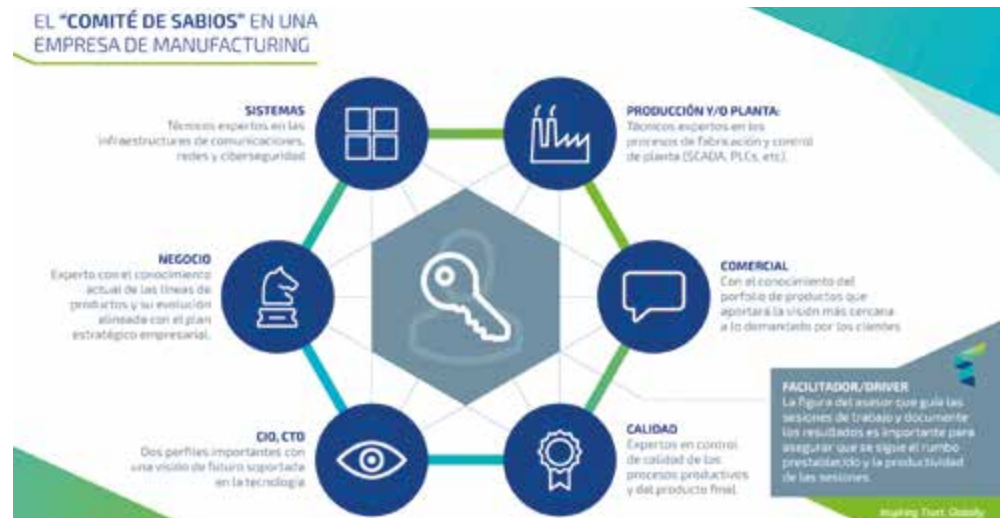 EL “COMITÉ DE SABIOS” EN UNA
EMPRESA DE MANUFACTURING
SISTEMAS
Técnicos expertos en las
infraestructuras de comunicaciones,
redes y ciberseguridad
PRODUCCIÓN Y/O PLANTA:
Técnicos expertos en los
procesos de fabricación y control
de planta (SCADA, PLCs, etc).
NEGOCIO
Experto con el conocimiento
actual de las líneas de
productos y su evolución
alineada con el plan
estratégico empresarial.
COMERCIAL
Con el conocimiento del
porfolio de productos que
aportará la visión más cercana
a lo demandado por los clientes
CIO, CTO
Dos perfiles importantes con
una visión de futuro soportada
en la tecnología
CALIDAD
Expertos en control
de calidad de los
procesos productivos
y del producto final.
FACILITADOR/DRIVER
La figura del asesor que guía las
sesiones de trabajo y documente
los resultados es importante para
asegurar que se sigue el rumbo
prestablecido y la productividad
de las sesiones.
Inspiring Trust, Globally